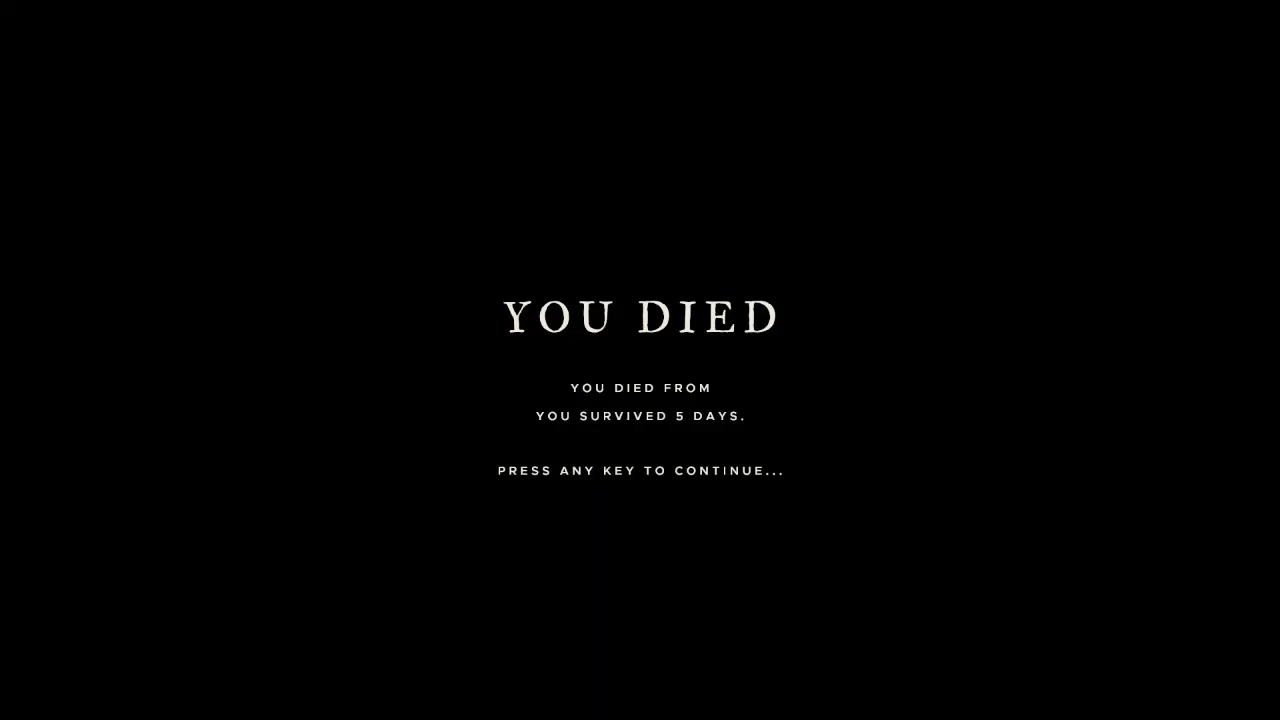 YOU DIED
YOU DIED FROM
YOU SURVIVED 5 DAYS.
PRESS ANY KEY TO CONTINUE...